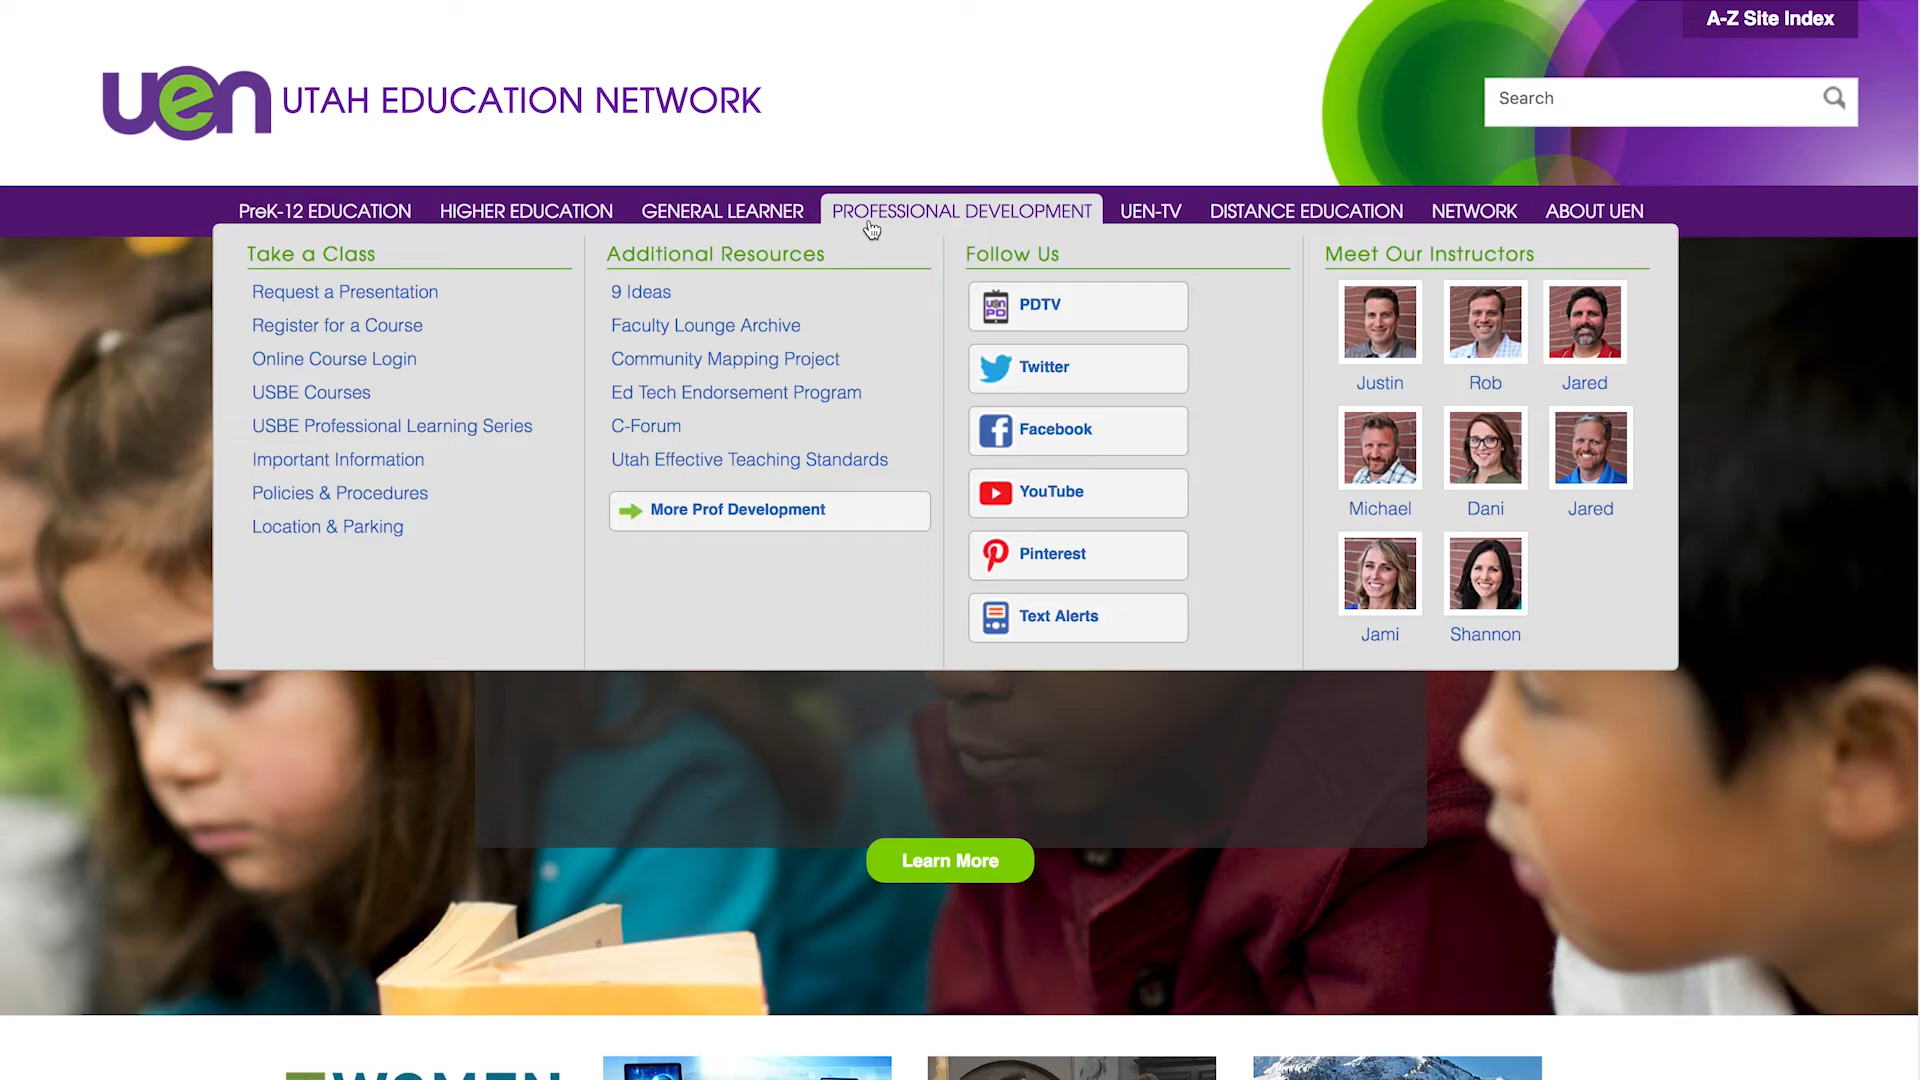 A-Z Site Index
uen UTAH EDUCATION NETWORK
Search
PreK-12 EDUCATION HIGHER EDUCATION GENERAL LEARNER PROFESSIONAL DEVELOPMENT UEN-TV DISTANCE EDUCATION NETWORK ABOUT UEN
Take a Class
Request a Presentation
Register for a Course
Online Course Login
USBE Courses
USBE Professional Learning Series
Important Information
Policies & Procedures
Location & Parking
Additional Resources
9 Ideas
Faculty Lounge Archive
Community Mapping Project
Ed Tech Endorsement Program
C-Forum
Utah Effective Teaching Standards
More Prof Development
Follow Us
UEN
PD
PDTV
Twitter
Facebook
YouTube
Pinterest
Text Alerts
Meet Our Instructors
Justin Rob Jared
Michael Dani Jared
Jami Shannon
Learn More
WOMEN